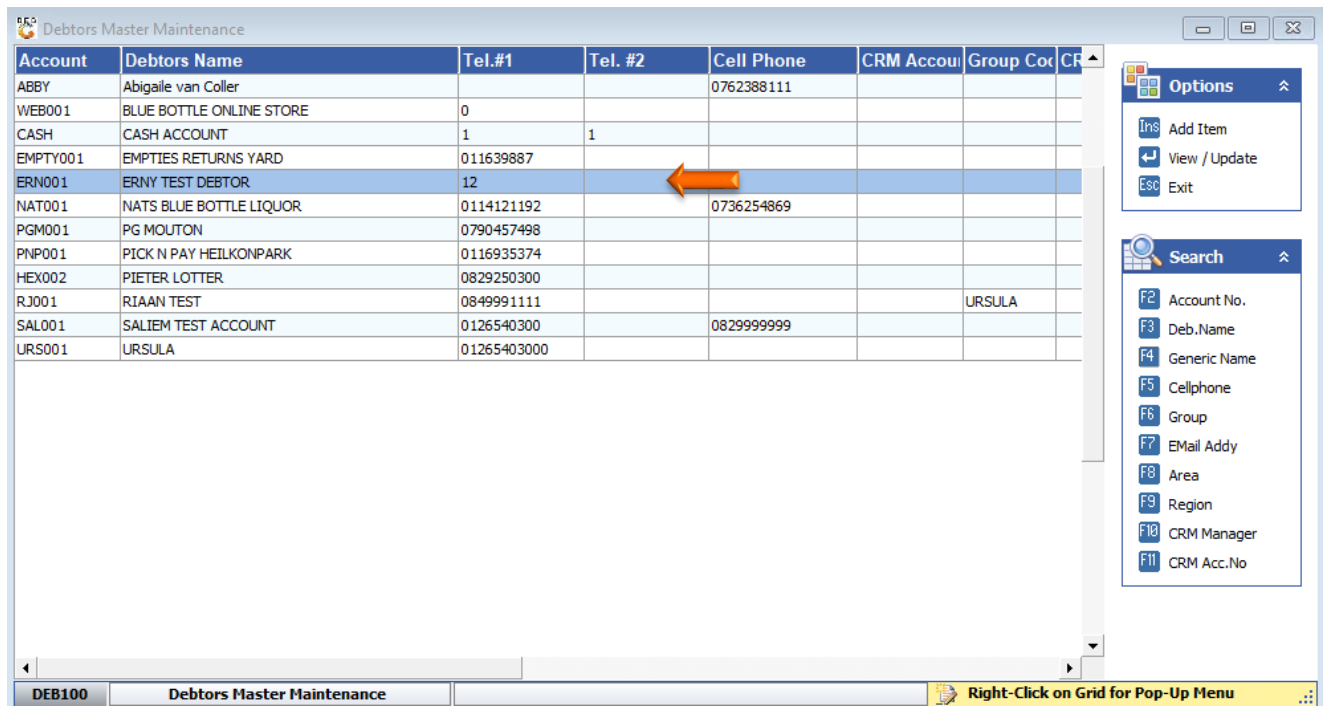 Debtors Master Maintenance
Account Debtors Name Tel.#1 Tel. #2 Cell Phone CRM Accou Group Coc CR
ABBY Abigaile van Coller 0762388111
WEB001 BLUE BOTTLE ONLINE STORE 0
CASH CASH ACCOUNT 1 1
EMPTY001 EMPTIES RETURNS YARD 011639887
ERN001 ERNY TEST DEBTOR 12
NAT001 NATS BLUE BOTTLE LIQUOR 0114121192 0736254869
PGM001 PG MOUTON 0790457498
PNP001 PICK N PAY HEILKONPARK 0116935374
HEX002 PIETER LOTTER 0829250300
RJ001 RIAAN TEST 0849991111 URSULA
SAL001 SALIEM TEST ACCOUNT 0126540300 0829999999
URS001 URSULA 01265403000
Options
Ins Add Item
View / Update
Esc Exit
Search
F2 Account No.
F3 Deb.Name
F4 Generic Name
F5 Cellphone
F6 Group
F7 EMail Addy
F8 Area
F9 Region
F10 CRM Manager
F11 CRM Acc.No
DEB100 Debtors Master Maintenance Right-Click on Grid for Pop-Up Menu